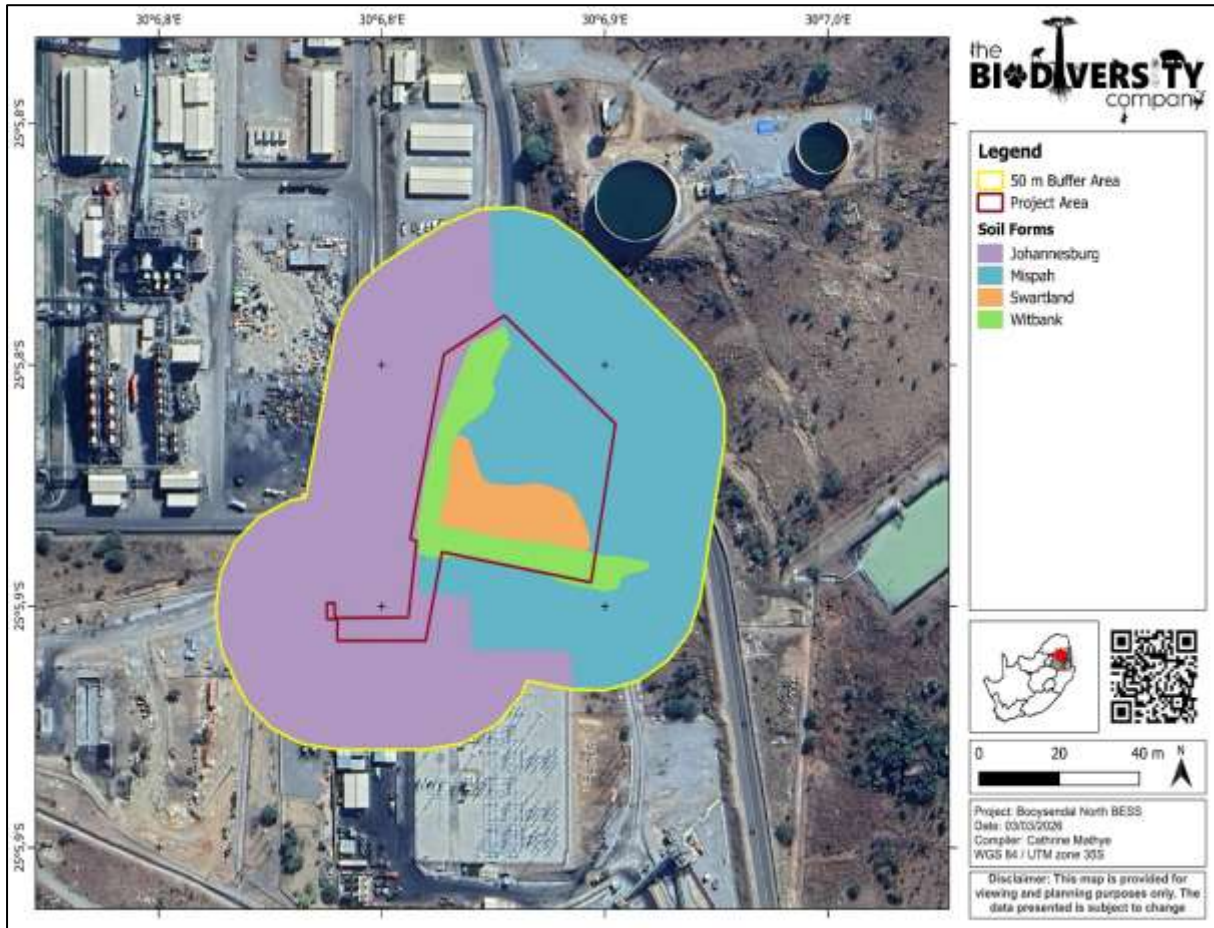 30°6,8'E 30°6,8'E 30°6,9'E 30°7,0'E
25°5,8'S
25°5,8'S
25°5,9'S
25°5,9'S
the
BIODIVERSITY
company
Legend
50 m Buffer Area
Project Area
Soil Forms
Johannesburg
Mispah
Swartland
Witbank
0 20 40 m N
Project: Booysendal North BESS
Date: 03/03/2026
Compiler: Cathrine Mathye
WGS 84 / UTM zone 35S
Disclaimer: This map is provided for
viewing and planning purposes only. The
data presented is subject to change